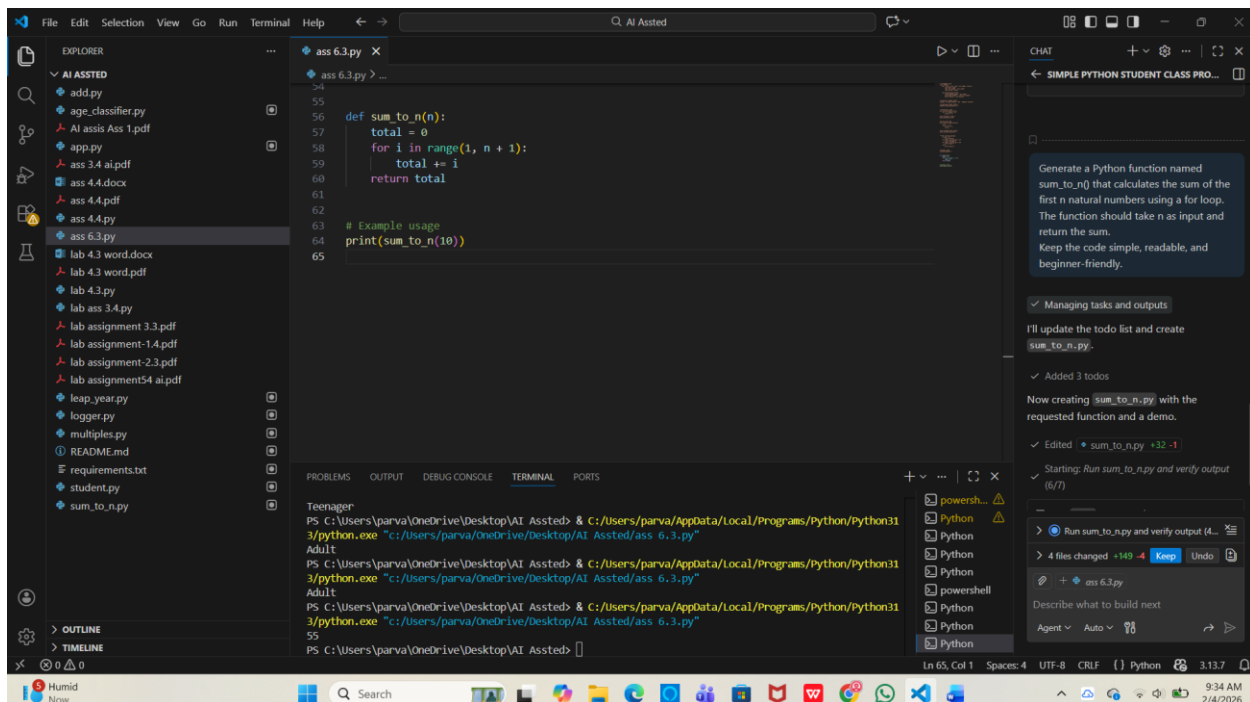 File Edit Selection View Go Run Terminal Help
AI Assted
EXPLORER
AI ASSTED
add.py
age_classifier.py
AI assis Ass 1.pdf
app.py
ass 3.4 ai.pdf
ass 4.4.docx
ass 4.4.pdf
ass 4.4.py
ass 6.3.py
lab 4.3 word.docx
lab 4.3 word.pdf
lab 4.3.py
lab ass 3.4.py
lab assignment 3.3.pdf
lab assignment-1.4.pdf
lab assignment-2.3.pdf
lab assignment54 ai.pdf
leap_year.py
logger.py
multiples.py
README.md
requirements.txt
student.py
sum_to_n.py
OUTLINE
TIMELINE
ass 6.3.py
ass 6.3.py > ...
54
55
56 def sum_to_n(n):
57 total = 0
58 for i in range(1, n + 1):
59 total += i
60 return total
61
62
63 # Example usage
64 print(sum_to_n(10))
65
PROBLEMS OUTPUT DEBUG CONSOLE TERMINAL PORTS
Teenager
PS C:\Users\parva\OneDrive\Desktop\AI Assted> & C:/Users/parva/AppData/Local/Programs/Python/Python31
3/python.exe "c:/Users/parva/OneDrive/Desktop/AI Assted/ass 6.3.py"
Adult
PS C:\Users\parva\OneDrive\Desktop\AI Assted> & C:/Users/parva/AppData/Local/Programs/Python/Python31
3/python.exe "c:/Users/parva/OneDrive/Desktop/AI Assted/ass 6.3.py"
Adult
PS C:\Users\parva\OneDrive\Desktop\AI Assted> & C:/Users/parva/AppData/Local/Programs/Python/Python31
3/python.exe "c:/Users/parva/OneDrive/Desktop/AI Assted/ass 6.3.py"
55
PS C:\Users\parva\OneDrive\Desktop\AI Assted>
powersh...
Python
Python
Python
Python
powershell
Python
Python
Python
CHAT
SIMPLE PYTHON STUDENT CLASS PRO...
Generate a Python function named
sum_to_n() that calculates the sum of the
first n natural numbers using a for loop.
The function should take n as input and
return the sum.
Keep the code simple, readable, and
beginner-friendly.
Managing tasks and outputs
I'll update the todo list and create
sum_to_n.py.
Added 3 todos
Now creating sum_to_n.py with the
requested function and a demo.
Edited sum_to_n.py +32 -1
Starting: Run sum_to_n.py and verify output
(6/7)
Run sum_to_n.py and verify output (4...
4 files changed +149 -4 Keep Undo
ass 6.3.py
Describe what to build next
Agent Auto
0 0
Ln 65, Col 1 Spaces: 4 UTF-8 CRLF {} Python 3.13.7
5
Humid
Now
Search
9:34 AM
2/4/2026